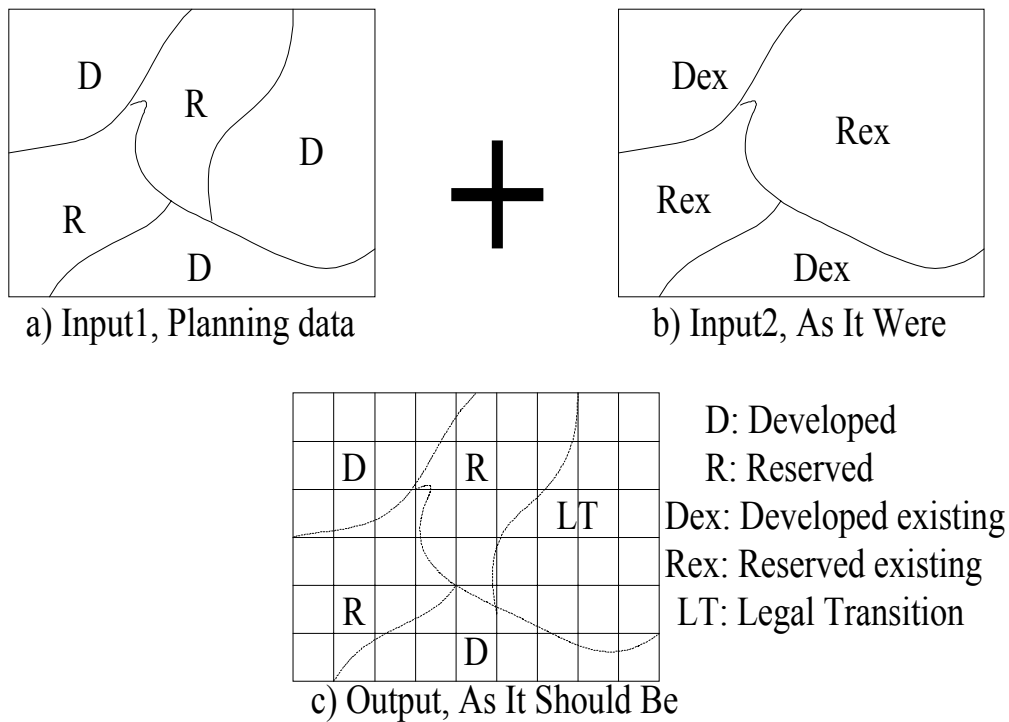 D
R
D
R
D
a) Input1, Planning data
Dex
Rex
Rex
Dex
b) Input2, As It Were
D
R
LT
R
D
c) Output, As It Should Be
D: Developed
R: Reserved
Dex: Developed existing
Rex: Reserved existing
LT: Legal Transition